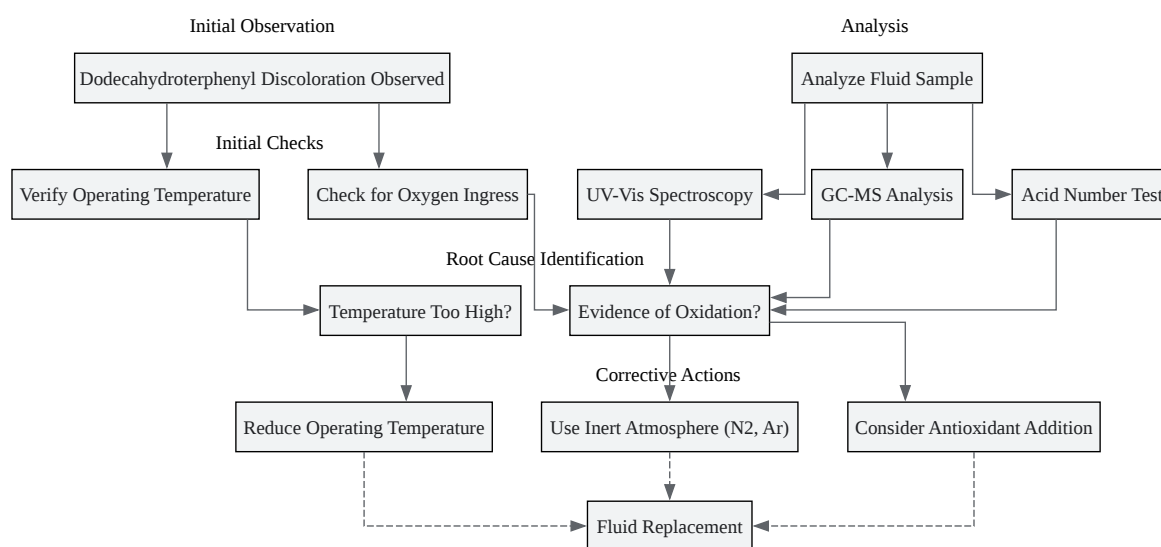 Initial Observation
Analysis
Dodecahydroterphenyl Discoloration Observed
Analyze Fluid Sample
Initial Checks
Verify Operating Temperature
Check for Oxygen Ingress
UV-Vis Spectroscopy
GC-MS Analysis
Acid Number Test
Root Cause Identification
Temperature Too High?
Evidence of Oxidation?
Corrective Actions
Reduce Operating Temperature
Use Inert Atmosphere (N2, Ar)
Consider Antioxidant Addition
Fluid Replacement